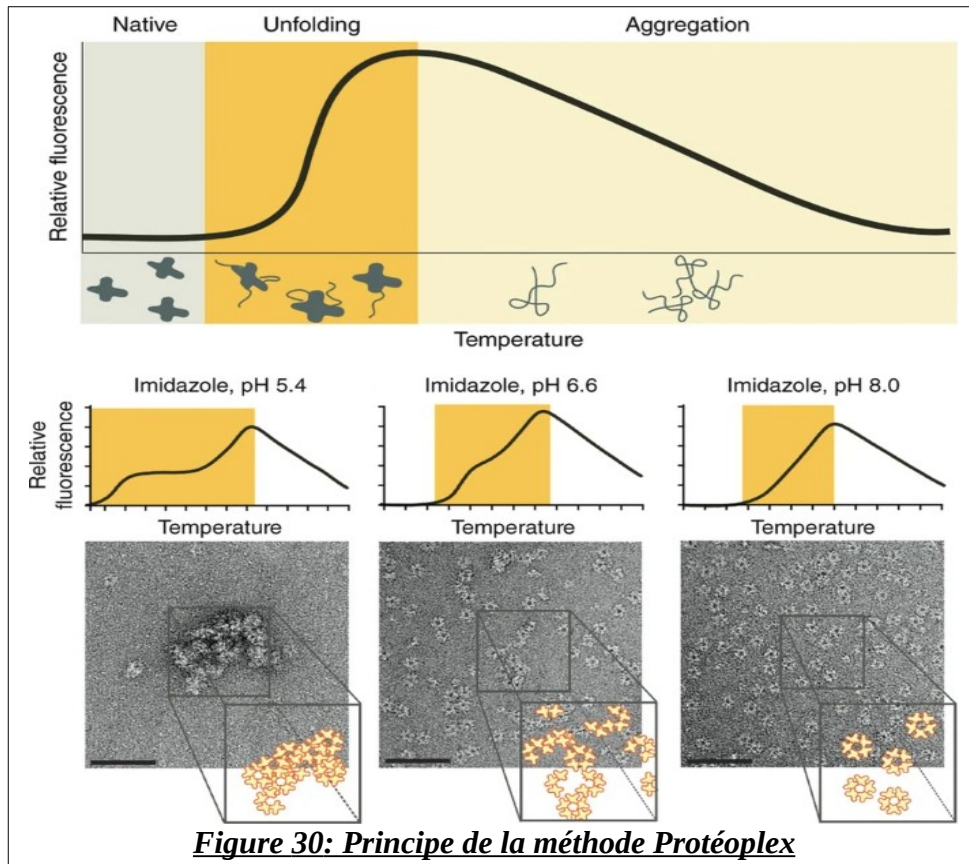 Native Unfolding Aggregation
Relative fluorescence
Temperature
Imidazole, pH 5.4 Imidazole, pH 6.6 Imidazole, pH 8.0
Relative
fluorescence
Temperature Temperature Temperature
Figure 30: Principe de la méthode Protéoplex